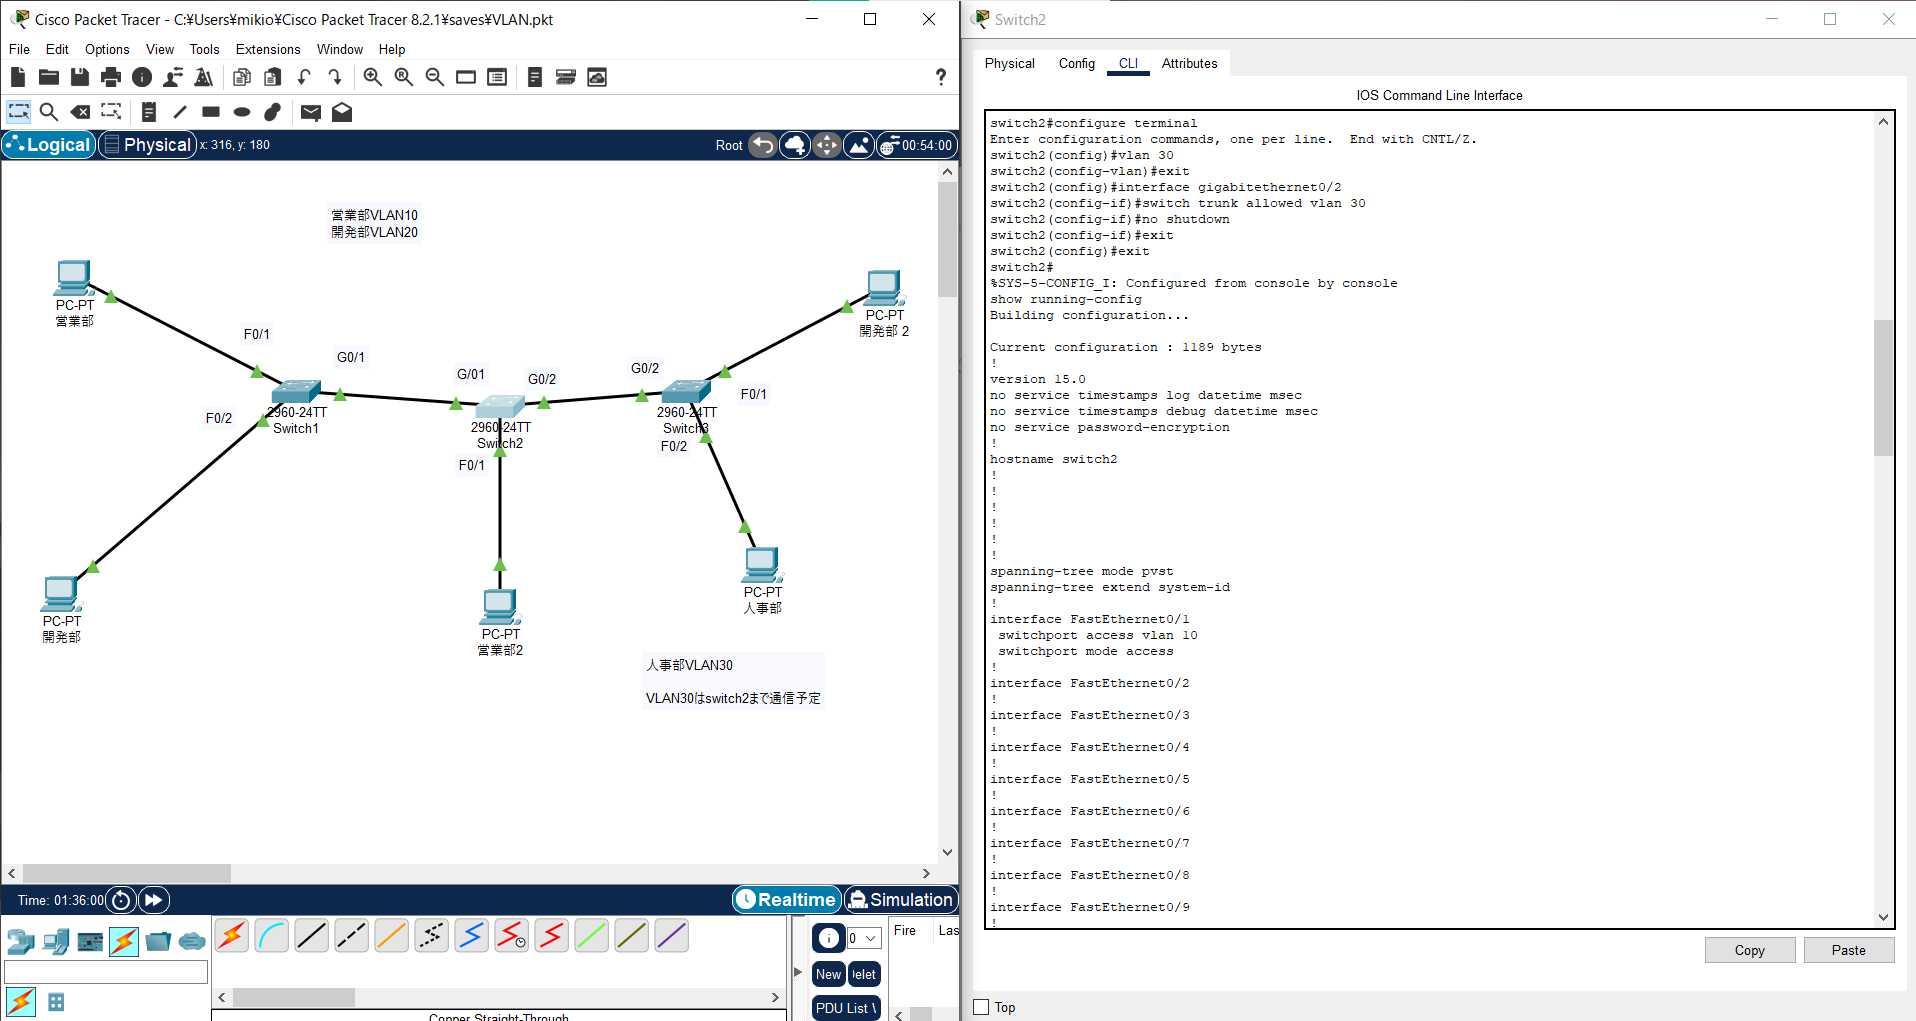 Cisco Packet Tracer - C:¥Users¥mikio¥Cisco Packet Tracer 8.2.1¥saves¥VLAN.pkt
File Edit Options View Tools Extensions Window Help
?
Logical Physical x: 316, y: 180 Root 00:54:00
営業部VLAN10
開発部VLAN20
PC-PT
営業部
PC-PT
開発部 2
F0/1
G0/1
G/01
G0/2
G0/2
F0/1
F0/2
2960-24TT
Switch1
2960-24TT
Switch2
2960-24TT
Switch3
F0/2
F0/1
PC-PT
開発部
PC-PT
営業部2
PC-PT
人事部
人事部VLAN30
VLAN30はswitch2まで通信予定
Time: 01:36:00 Realtime Simulation
0
Fire Las
New elet
PDU List
Copper Straight-Through
Switch2
Physical Config CLI Attributes
IOS Command Line Interface
switch2#configure terminal
Enter configuration commands, one per line.  End with CNTL/Z.
switch2(config)#vlan 30
switch2(config-vlan)#exit
switch2(config)#interface gigabitethernet0/2
switch2(config-if)#switch trunk allowed vlan 30
switch2(config-if)#no shutdown
switch2(config-if)#exit
switch2(config)#exit
switch2#
%SYS-5-CONFIG_I: Configured from console by console
show running-config
Building configuration...
Current configuration : 1189 bytes
!
version 15.0
no service timestamps log datetime msec
no service timestamps debug datetime msec
no service password-encryption
!
hostname switch2
!
!
!
!
!
!
spanning-tree mode pvst
spanning-tree extend system-id
!
interface FastEthernet0/1
switchport access vlan 10
switchport mode access
!
interface FastEthernet0/2
!
interface FastEthernet0/3
!
interface FastEthernet0/4
!
interface FastEthernet0/5
!
interface FastEthernet0/6
!
interface FastEthernet0/7
!
interface FastEthernet0/8
!
interface FastEthernet0/9
!
Copy Paste
Top